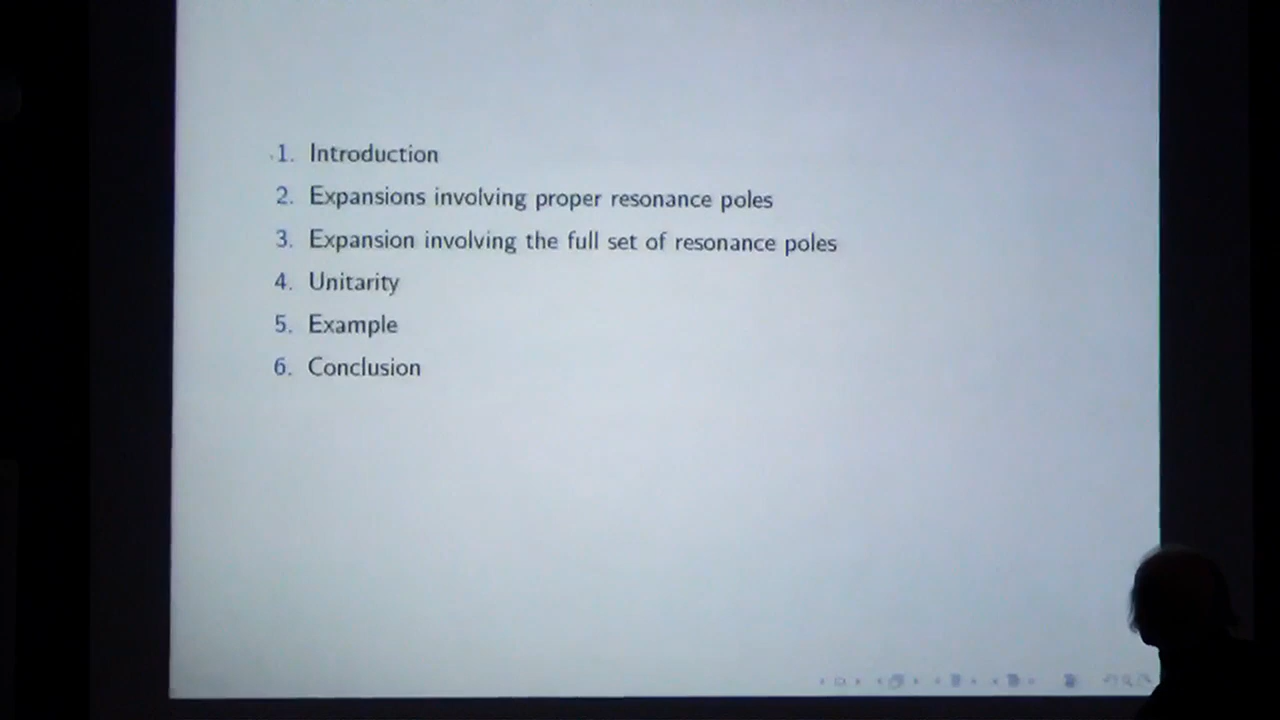 1. Introduction
2. Expansions involving proper resonance poles
3. Expansion involving the full set of resonance poles
4. Unitarity
5. Example
6. Conclusion